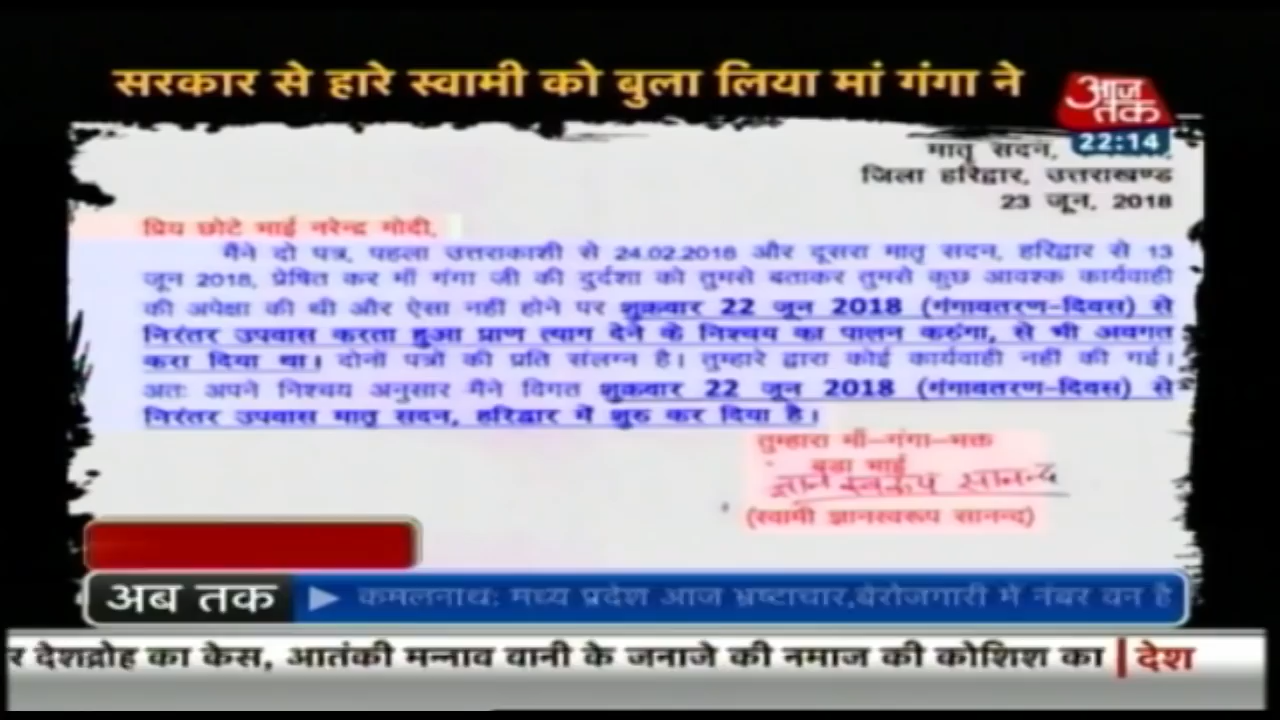 सरकार से हारे स्वामी को बुला लिया मां गंगा ने
आज तक
22:14
मातृ सदन,
जिला हरिद्वार, उत्तराखण्ड
23 जून, 2018
प्रिय छोटे भाई नरेन्द्र मोदी,
मैंने दो पत्र, पहला उत्तराकाशी से 24.02.2018 और दूसरा मातृ सदन, हरिद्वार से 13
जून 2018, प्रेषित कर माँ गंगा जी की दुर्दशा को तुमसे बताकर तुमसे कुछ आवश्क कार्यवाही
की अपेक्षा की थी और ऐसा नहीं होने पर शुक्रवार 22 जून 2018 (गंगावतरण-दिवस) से
निरंतर उपवास करता हुआ प्राण त्याग देने के निश्चय का पालन करुंगा, से भी अवगत
करा दिया था। दोनों पत्रों की प्रति संलग्न है। तुम्हारे द्वारा कोई कार्यवाही नहीं की गई।
अतः अपने निश्चय अनुसार मैंने विगत शुक्रवार 22 जून 2018 (गंगावतरण-दिवस) से
निरंतर उपवास मातृ सदन, हरिद्वार में शुरु कर दिया है।
तुम्हारा माँ-गंगा-भक्त
बडा भाई
ज्ञान स्वरूप सानन्द
(स्वामी ज्ञानस्वरूप सानन्द)
अब तक
कमलनाथ: मध्य प्रदेश आज भ्रष्टाचार,बेरोजगारी में नंबर वन है
र देशद्रोह का केस, आतंकी मन्नाव वानी के जनाजे की नमाज की कोशिश का | देश